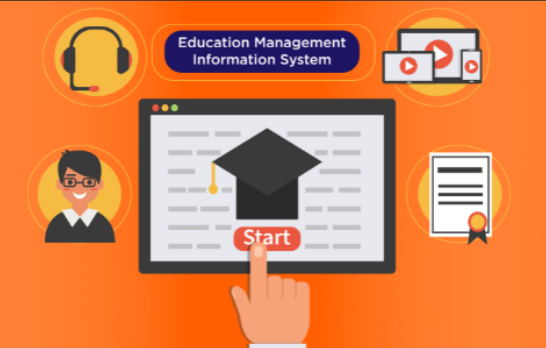 Education Management
Information System
Start